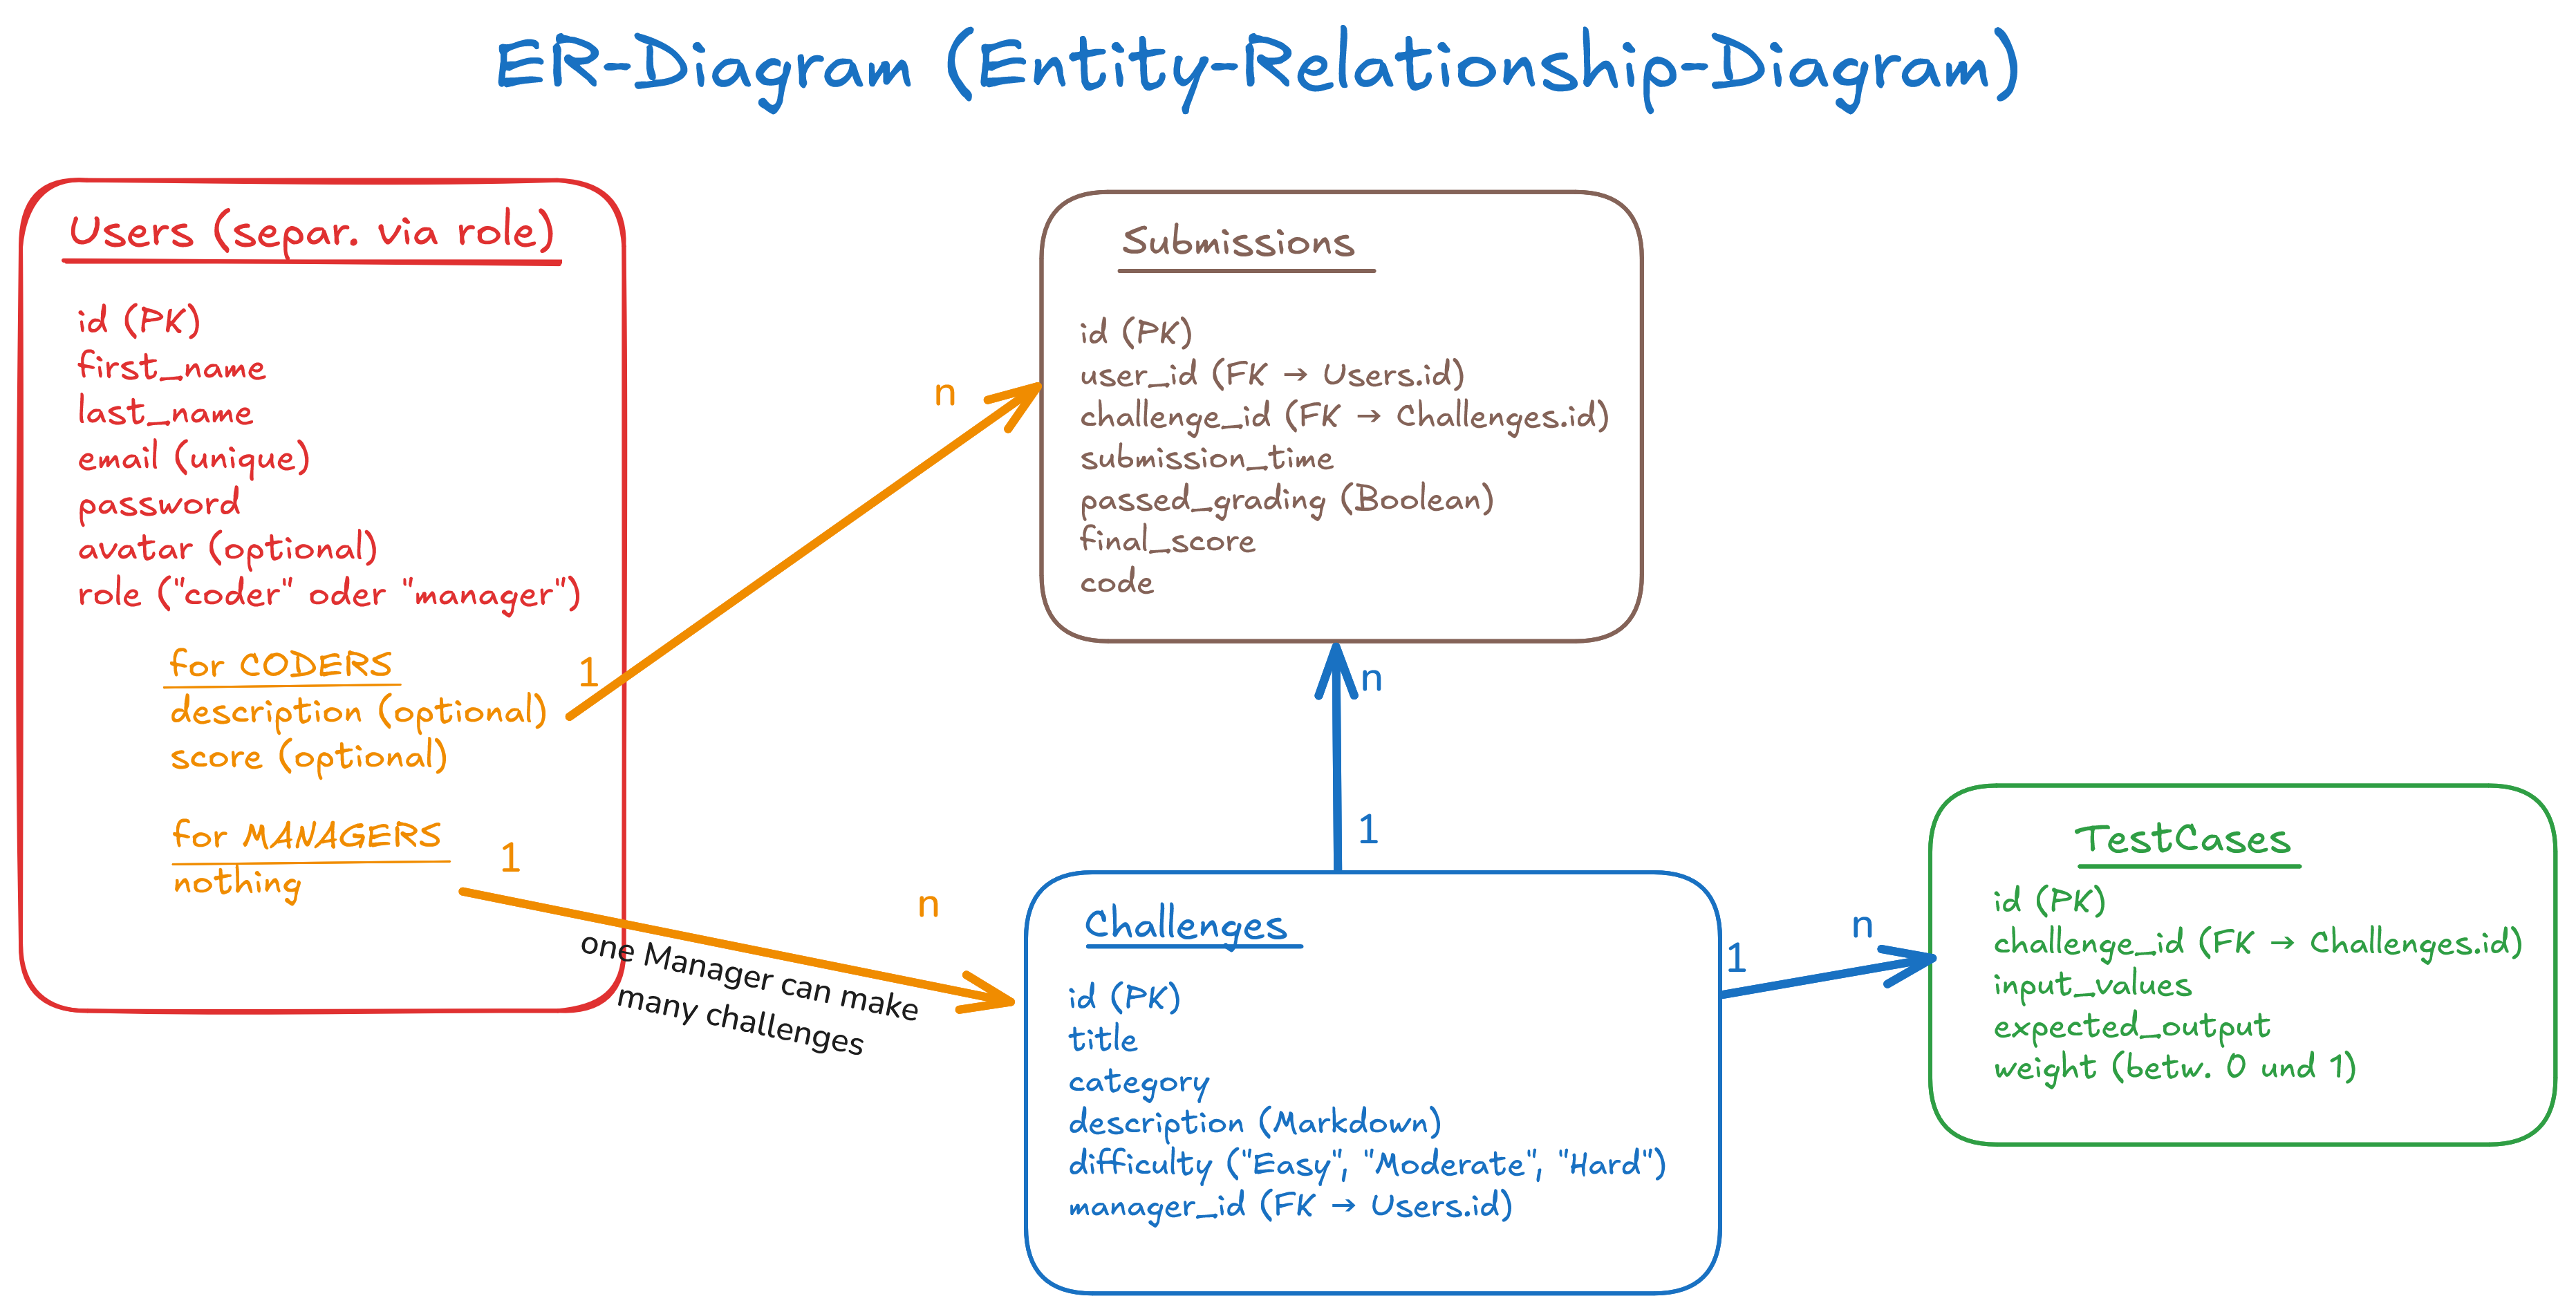 ER-Diagram (Entity-Relationship-Diagram)
Users (separ. via role)
id (PK)
first_name
last_name
email (unique)
password
avatar (optional)
role ("coder" oder "manager")
for CODERS
description (optional)
score (optional)
for MANAGERS
nothing
1
n
1
n
one Manager can make
many challenges
Submissions
id (PK)
user_id (FK → Users.id)
challenge_id (FK → Challenges.id)
submission_time
passed_grading (Boolean)
final_score
code
n
1
Challenges
id (PK)
title
category
description (Markdown)
difficulty ("Easy", "Moderate", "Hard")
manager_id (FK → Users.id)
1
n
TestCases
id (PK)
challenge_id (FK → Challenges.id)
input_values
expected_output
weight (betw. 0 und 1)